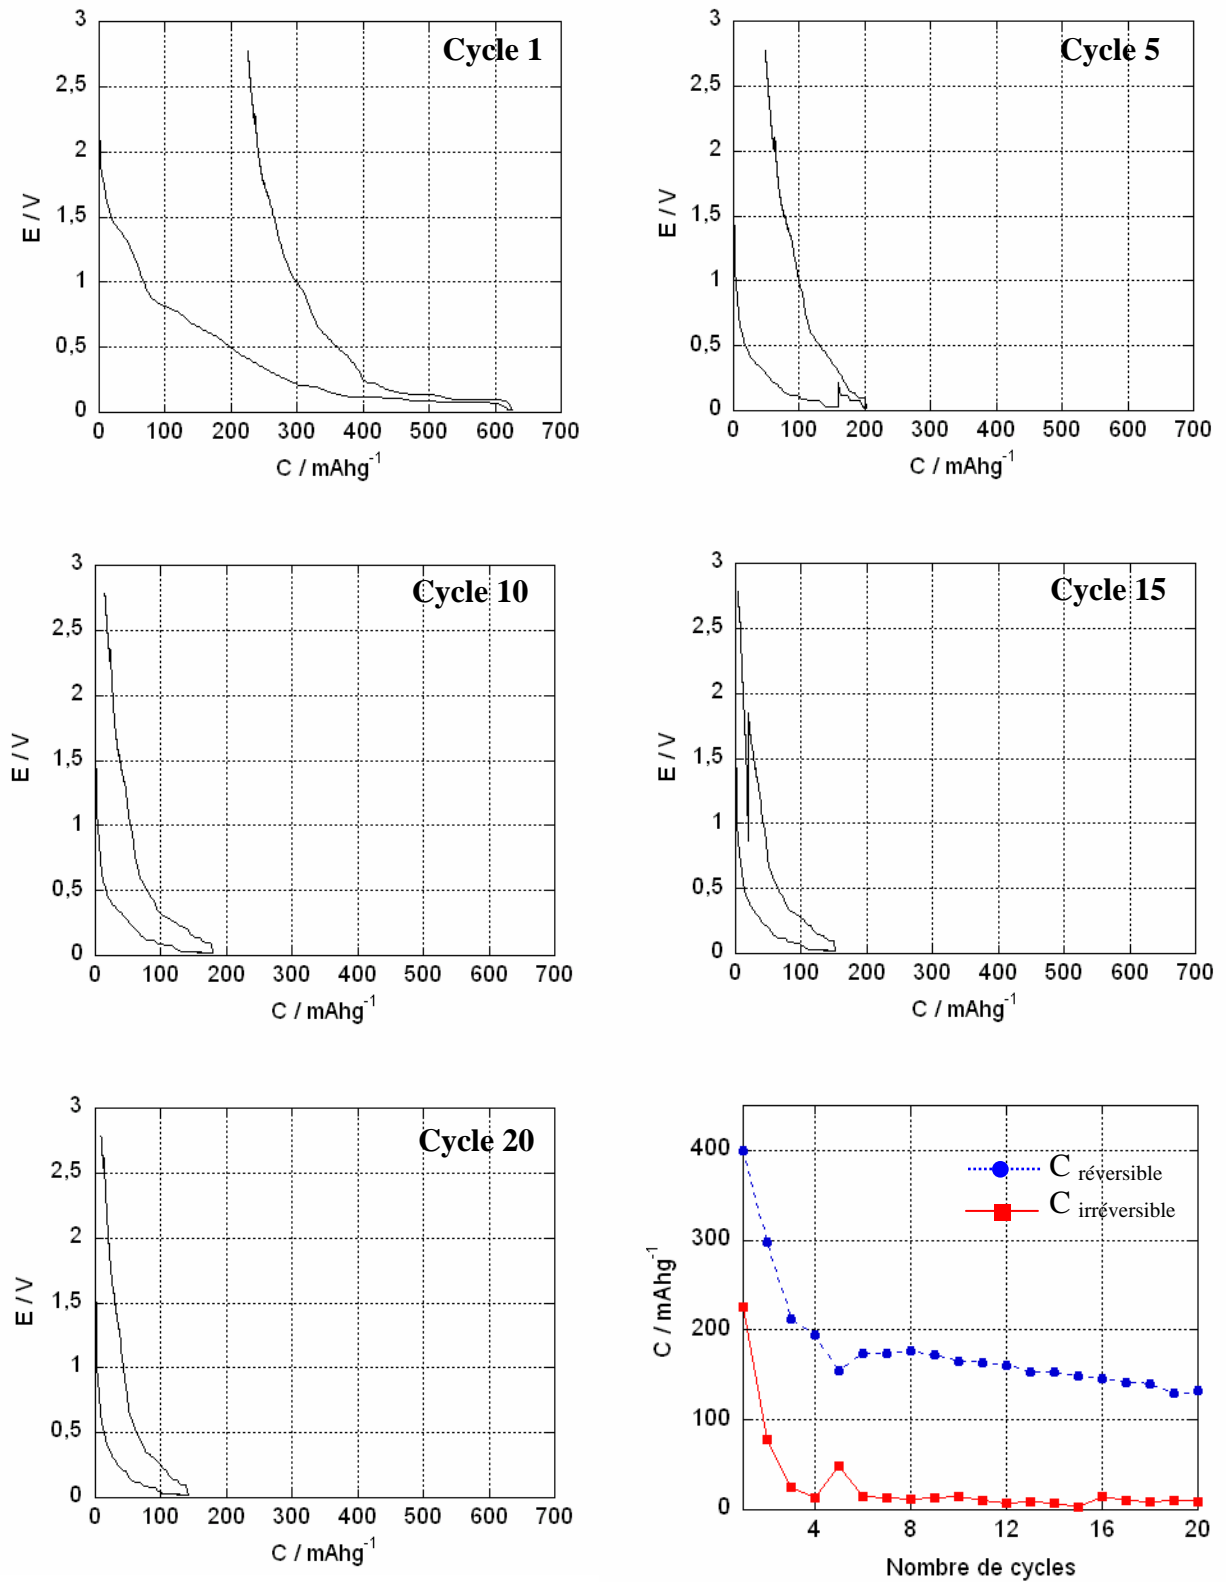 Cycle 1
3
2,5
2
1,5
1
0,5
0
E / V
0 100 200 300 400 500 600 700
C / mAhg-1
Cycle 5
3
2,5
2
1,5
1
0,5
0
E / V
0 100 200 300 400 500 600 700
C / mAhg-1
Cycle 10
3
2,5
2
1,5
1
0,5
0
E / V
0 100 200 300 400 500 600 700
C / mAhg-1
Cycle 15
3
2,5
2
1,5
1
0,5
0
E / V
0 100 200 300 400 500 600 700
C / mAhg-1
Cycle 20
3
2,5
2
1,5
1
0,5
0
E / V
0 100 200 300 400 500 600 700
C / mAhg-1
C réversible
C irréversible
400
300
200
100
0
C / mAhg-1
4 8 12 16 20
Nombre de cycles